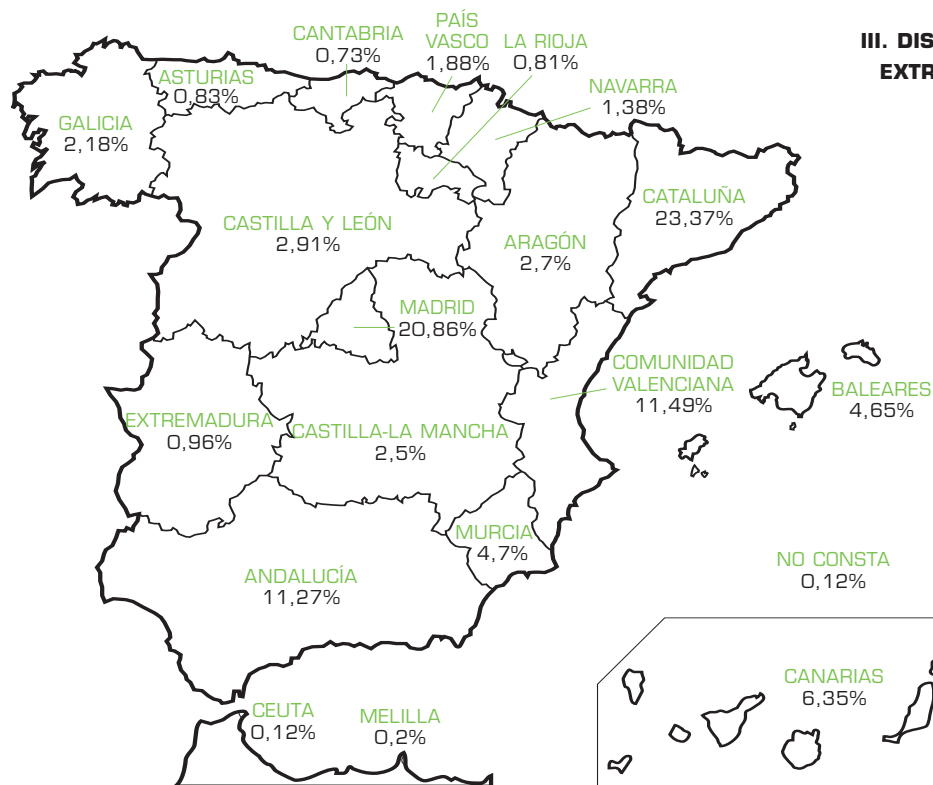 III. DIS
EXTR
CANTABRIA
0,73%
PAÍS
VASCO
1,88%
LA RIOJA
0,81%
ASTURIAS
0,83%
NAVARRA
1,38%
GALICIA
2,18%
CATALUÑA
23,37%
CASTILLA Y LEÓN
2,91%
ARAGÓN
2,7%
MADRID
20,86%
COMUNIDAD
VALENCIANA
11,49%
BALEARES
4,65%
EXTREMADURA
0,96%
CASTILLA-LA MANCHA
2,5%
MURCIA
4,7%
NO CONSTA
0,12%
ANDALUCÍA
11,27%
CANARIAS
6,35%
CEUTA
0,12%
MELILLA
0,2%